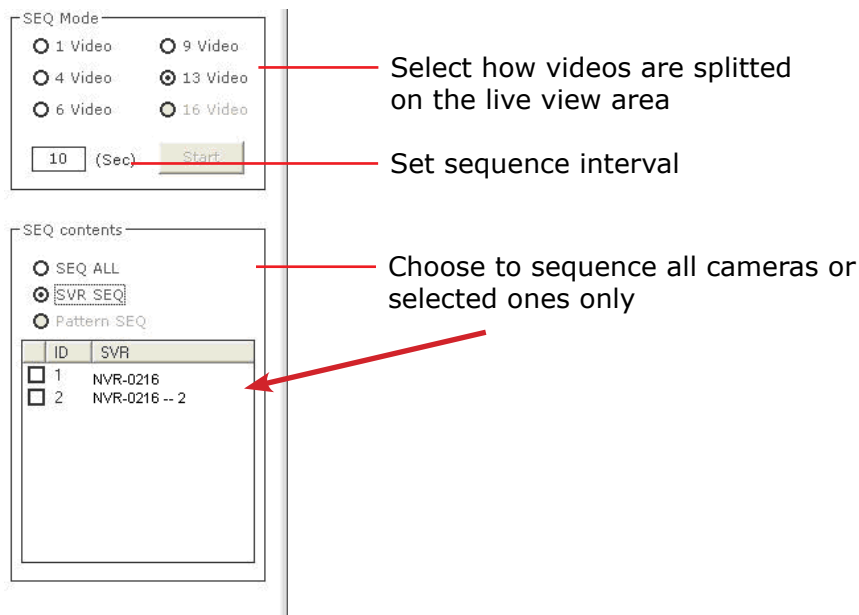 SEQ Mode
1 Video
9 Video
4 Video
13 Video
6 Video
16 Video
10 (Sec) Start
Select how videos are splitted
on the live view area
Set sequence interval
SEQ contents
SEQ ALL
SVR SEQ
Pattern SEQ
Choose to sequence all cameras or
selected ones only
ID SVR
1 NVR-0216
2 NVR-0216 -- 2